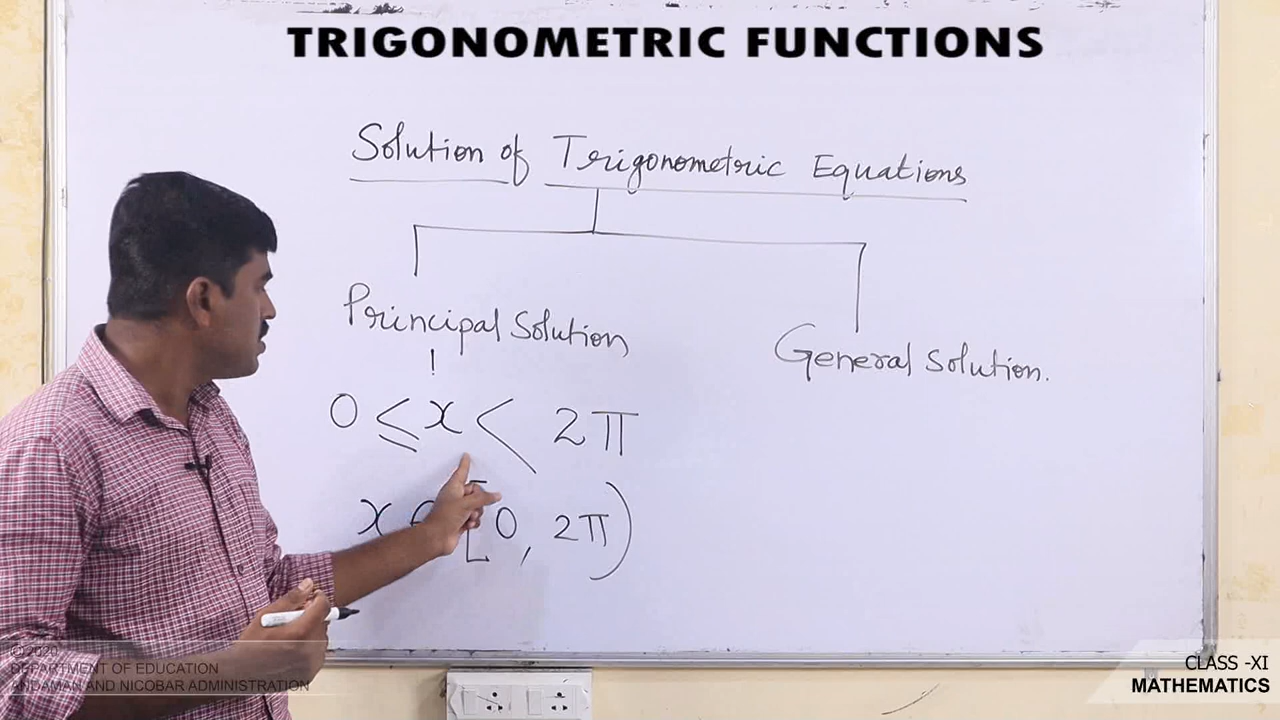 TRIGONOMETRIC FUNCTIONS
Solution of Trigonometric Equations
Principal Solution
General Solution.
0 ≤ x < 2π
x ∈ [0, 2π)
© 2020
DEPARTMENT OF EDUCATION
ANDAMAN AND NICOBAR ADMINISTRATION
CLASS -XI
MATHEMATICS